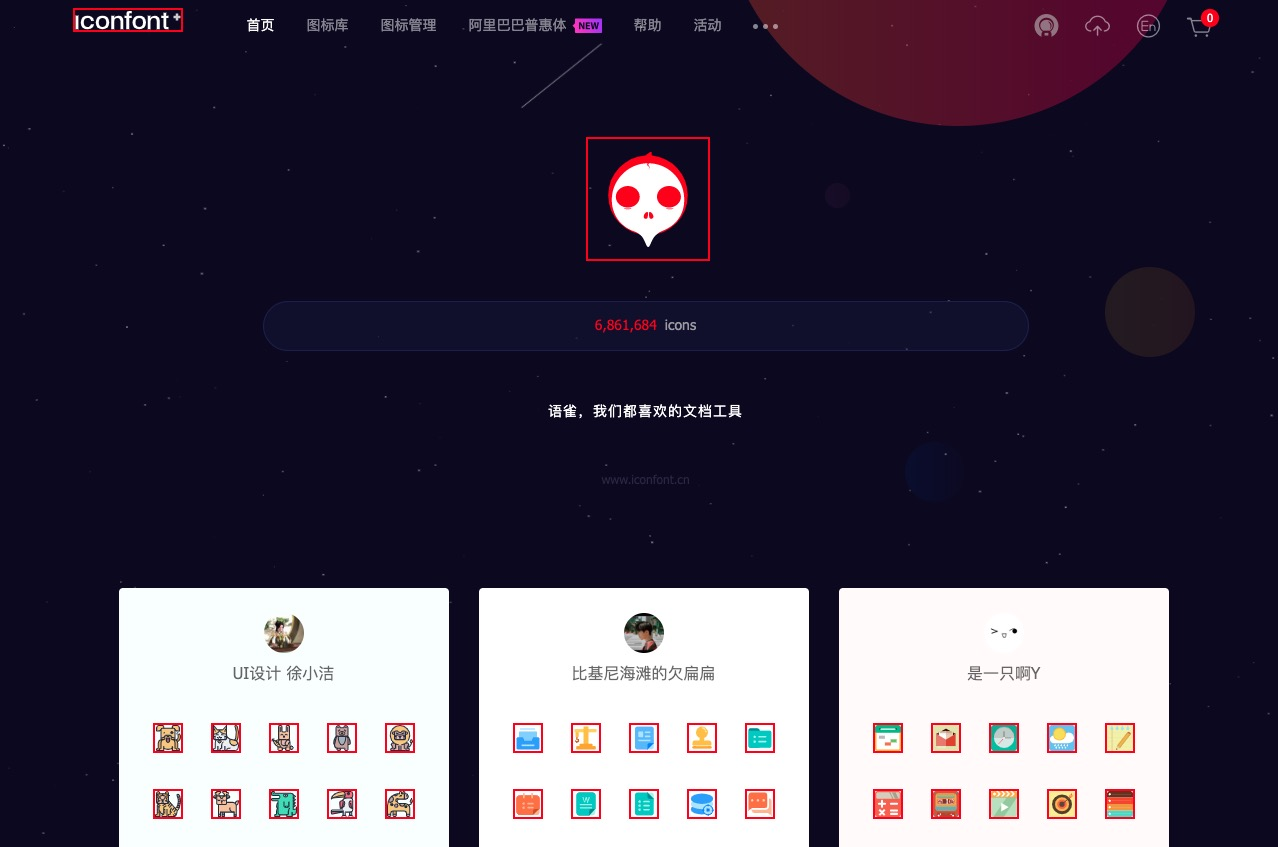 iconfont+
首页 图标库 图标管理 阿里巴巴普惠体 NEW 帮助 活动
En 0
6,861,684 icons
语雀，我们都喜欢的文档工具
www.iconfont.cn
UI设计 徐小洁
比基尼海滩的欠扁扁
是一只啊Y
W